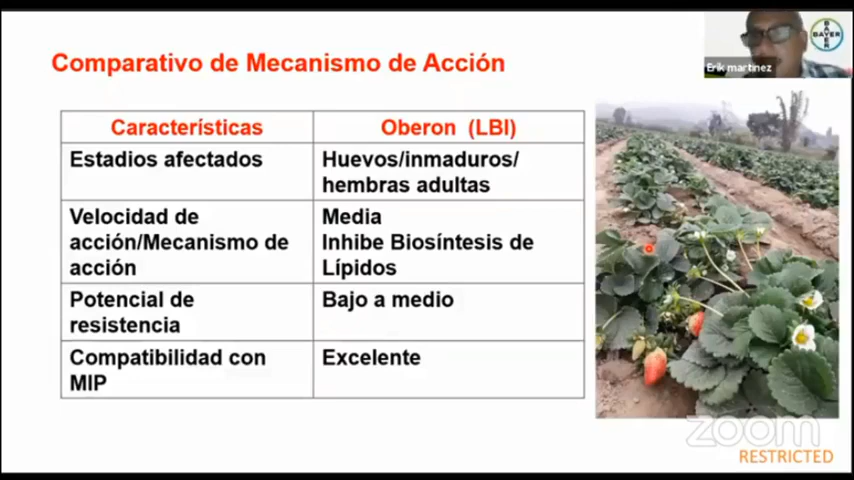 BAYER
BAYER
Erik martinez
Comparativo de Mecanismo de Acción
Características
Oberon (LBI)
Estadios afectados
Huevos/inmaduros/
hembras adultas
Velocidad de
acción/Mecanismo de
acción
Media
Inhibe Biosíntesis de
Lípidos
Potencial de
resistencia
Bajo a medio
Compatibilidad con
MIP
Excelente
zoom
RESTRICTED